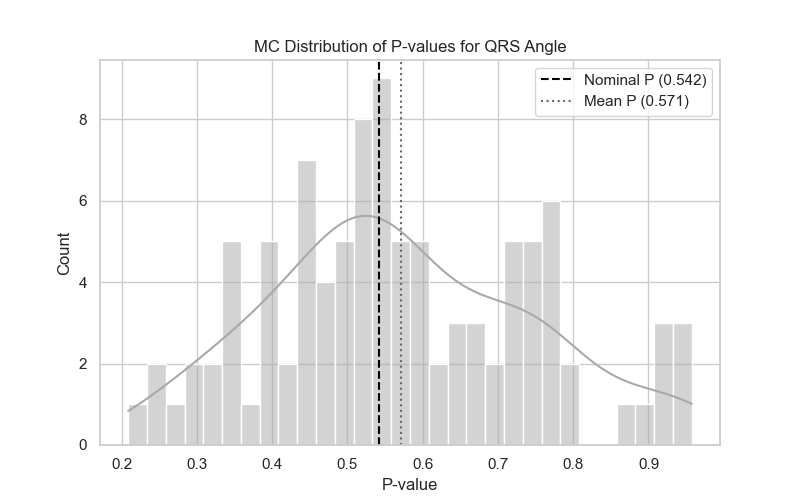 MC Distribution of P-values for QRS Angle
Nominal P (0.542)
Mean P (0.571)
8
6
4
2
0
Count
0.2 0.3 0.4 0.5 0.6 0.7 0.8 0.9
P-value